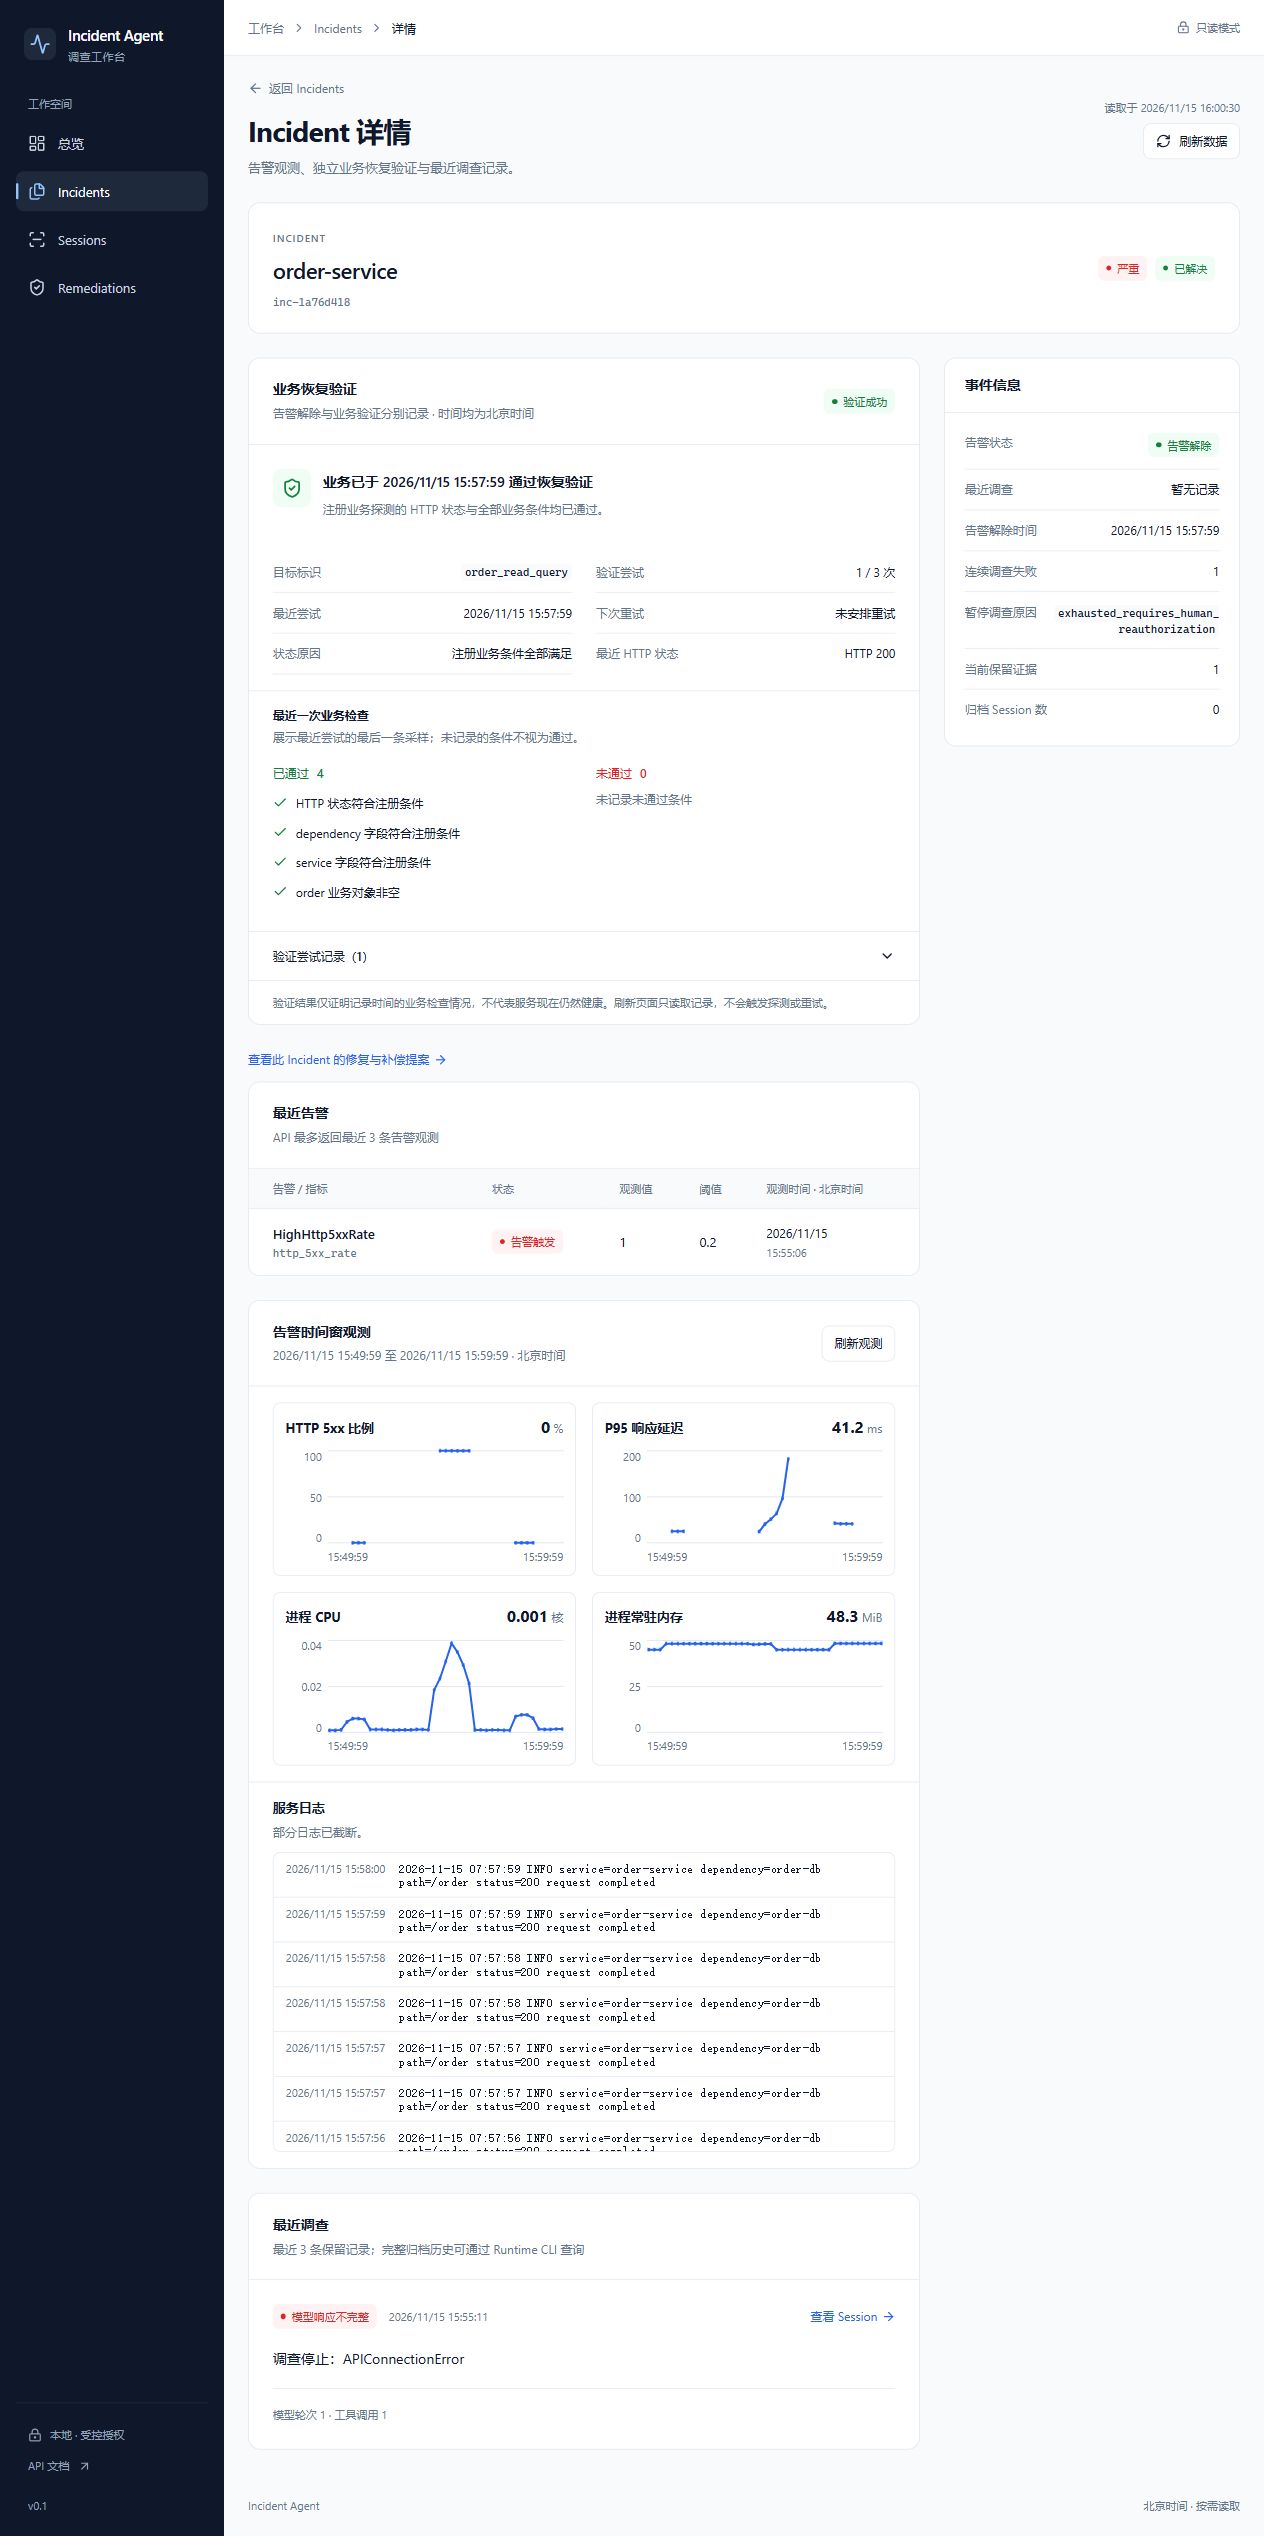 Incident Agent
调查工作台
工作空间
总览
Incidents
Sessions
Remediations
本地 · 受控授权
API 文档
v0.1
工作台
Incidents
详情
只读模式
返回 Incidents
Incident 详情
告警观测、独立业务恢复验证与最近调查记录。
读取于 2026/11/15 16:00:30
刷新数据
INCIDENT
order-service
inc-1a76d418
严重
已解决
业务恢复验证
告警解除与业务验证分别记录 · 时间均为北京时间
验证成功
业务已于 2026/11/15 15:57:59 通过恢复验证
注册业务探测的 HTTP 状态与全部业务条件均已通过。
目标标识
order_read_query
验证尝试
1 / 3 次
最近尝试
2026/11/15 15:57:59
下次重试
未安排重试
状态原因
注册业务条件全部满足
最近 HTTP 状态
HTTP 200
最近一次业务检查
展示最近尝试的最后一条采样；未记录的条件不视为通过。
已通过 4
HTTP 状态符合注册条件
dependency 字段符合注册条件
service 字段符合注册条件
order 业务对象非空
未通过 0
未记录未通过条件
验证尝试记录 (1)
验证结果仅证明记录时间的业务检查情况，不代表服务现在仍然健康。刷新页面只读取记录，不会触发探测或重试。
事件信息
告警状态
告警解除
最近调查
暂无记录
告警解除时间
2026/11/15 15:57:59
连续调查失败
1
暂停调查原因
exhausted_requires_human_
reauthorization
当前保留证据
1
归档 Session 数
0
查看此 Incident 的修复与补偿提案
最近告警
API 最多返回最近 3 条告警观测
告警 / 指标
状态
观测值
阈值
观测时间 · 北京时间
HighHttp5xxRate
http_5xx_rate
告警触发
1
0.2
2026/11/15
15:55:06
告警时间窗观测
2026/11/15 15:49:59 至 2026/11/15 15:59:59 · 北京时间
刷新观测
HTTP 5xx 比例
0 %
100
50
0
15:49:59
15:59:59
P95 响应延迟
41.2 ms
200
100
0
15:49:59
15:59:59
进程 CPU
0.001 核
0.04
0.02
0
15:49:59
15:59:59
进程常驻内存
48.3 MiB
50
25
0
15:49:59
15:59:59
服务日志
部分日志已截断。
2026/11/15 15:58:00 2026-11-15 07:57:59 INFO service=order-service dependency=order-db
path=/order status=200 request completed
2026/11/15 15:57:59 2026-11-15 07:57:59 INFO service=order-service dependency=order-db
path=/order status=200 request completed
2026/11/15 15:57:58 2026-11-15 07:57:58 INFO service=order-service dependency=order-db
path=/order status=200 request completed
2026/11/15 15:57:58 2026-11-15 07:57:58 INFO service=order-service dependency=order-db
path=/order status=200 request completed
2026/11/15 15:57:57 2026-11-15 07:57:57 INFO service=order-service dependency=order-db
path=/order status=200 request completed
2026/11/15 15:57:57 2026-11-15 07:57:57 INFO service=order-service dependency=order-db
path=/order status=200 request completed
2026/11/15 15:57:56 2026-11-15 07:57:56 INFO service=order-service dependency=order-db
path=/order status=200 request completed
最近调查
最近 3 条保留记录；完整归档历史可通过 Runtime CLI 查询
模型响应不完整
2026/11/15 15:55:11
查看 Session
调查停止：APIConnectionError
模型轮次 1 · 工具调用 1
Incident Agent
北京时间 · 按需读取